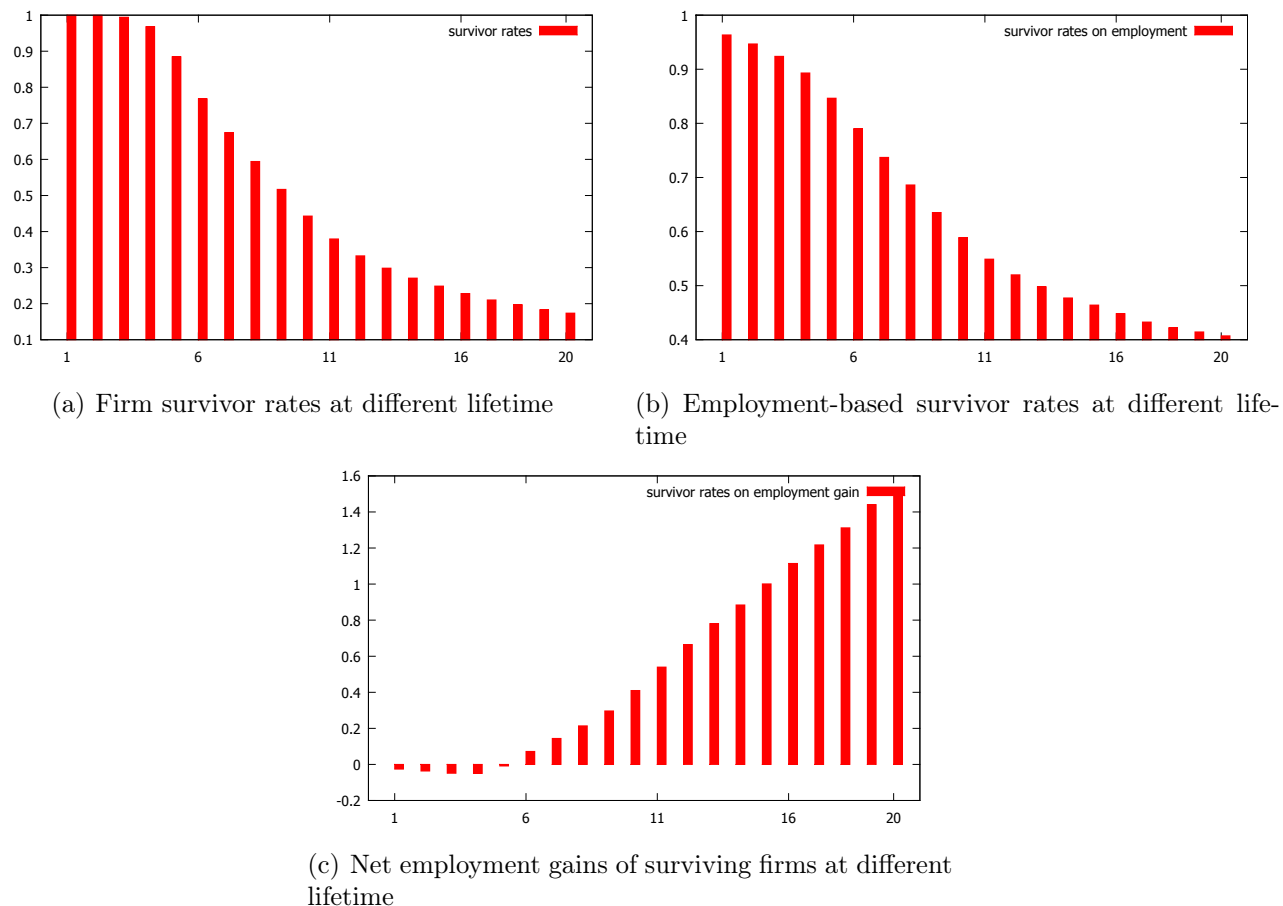 survivor rates
1
0.9
0.8
0.7
0.6
0.5
0.4
0.3
0.2
0.1
1 6 11 16 20
(a) Firm survivor rates at different lifetime
survivor rates on employment
1
0.9
0.8
0.7
0.6
0.5
0.4
1 6 11 16 20
(b) Employment-based survivor rates at different life-
time
survivor rates on employment gain
1.6
1.4
1.2
1
0.8
0.6
0.4
0.2
0
-0.2
1 6 11 16 20
(c) Net employment gains of surviving firms at different
lifetime